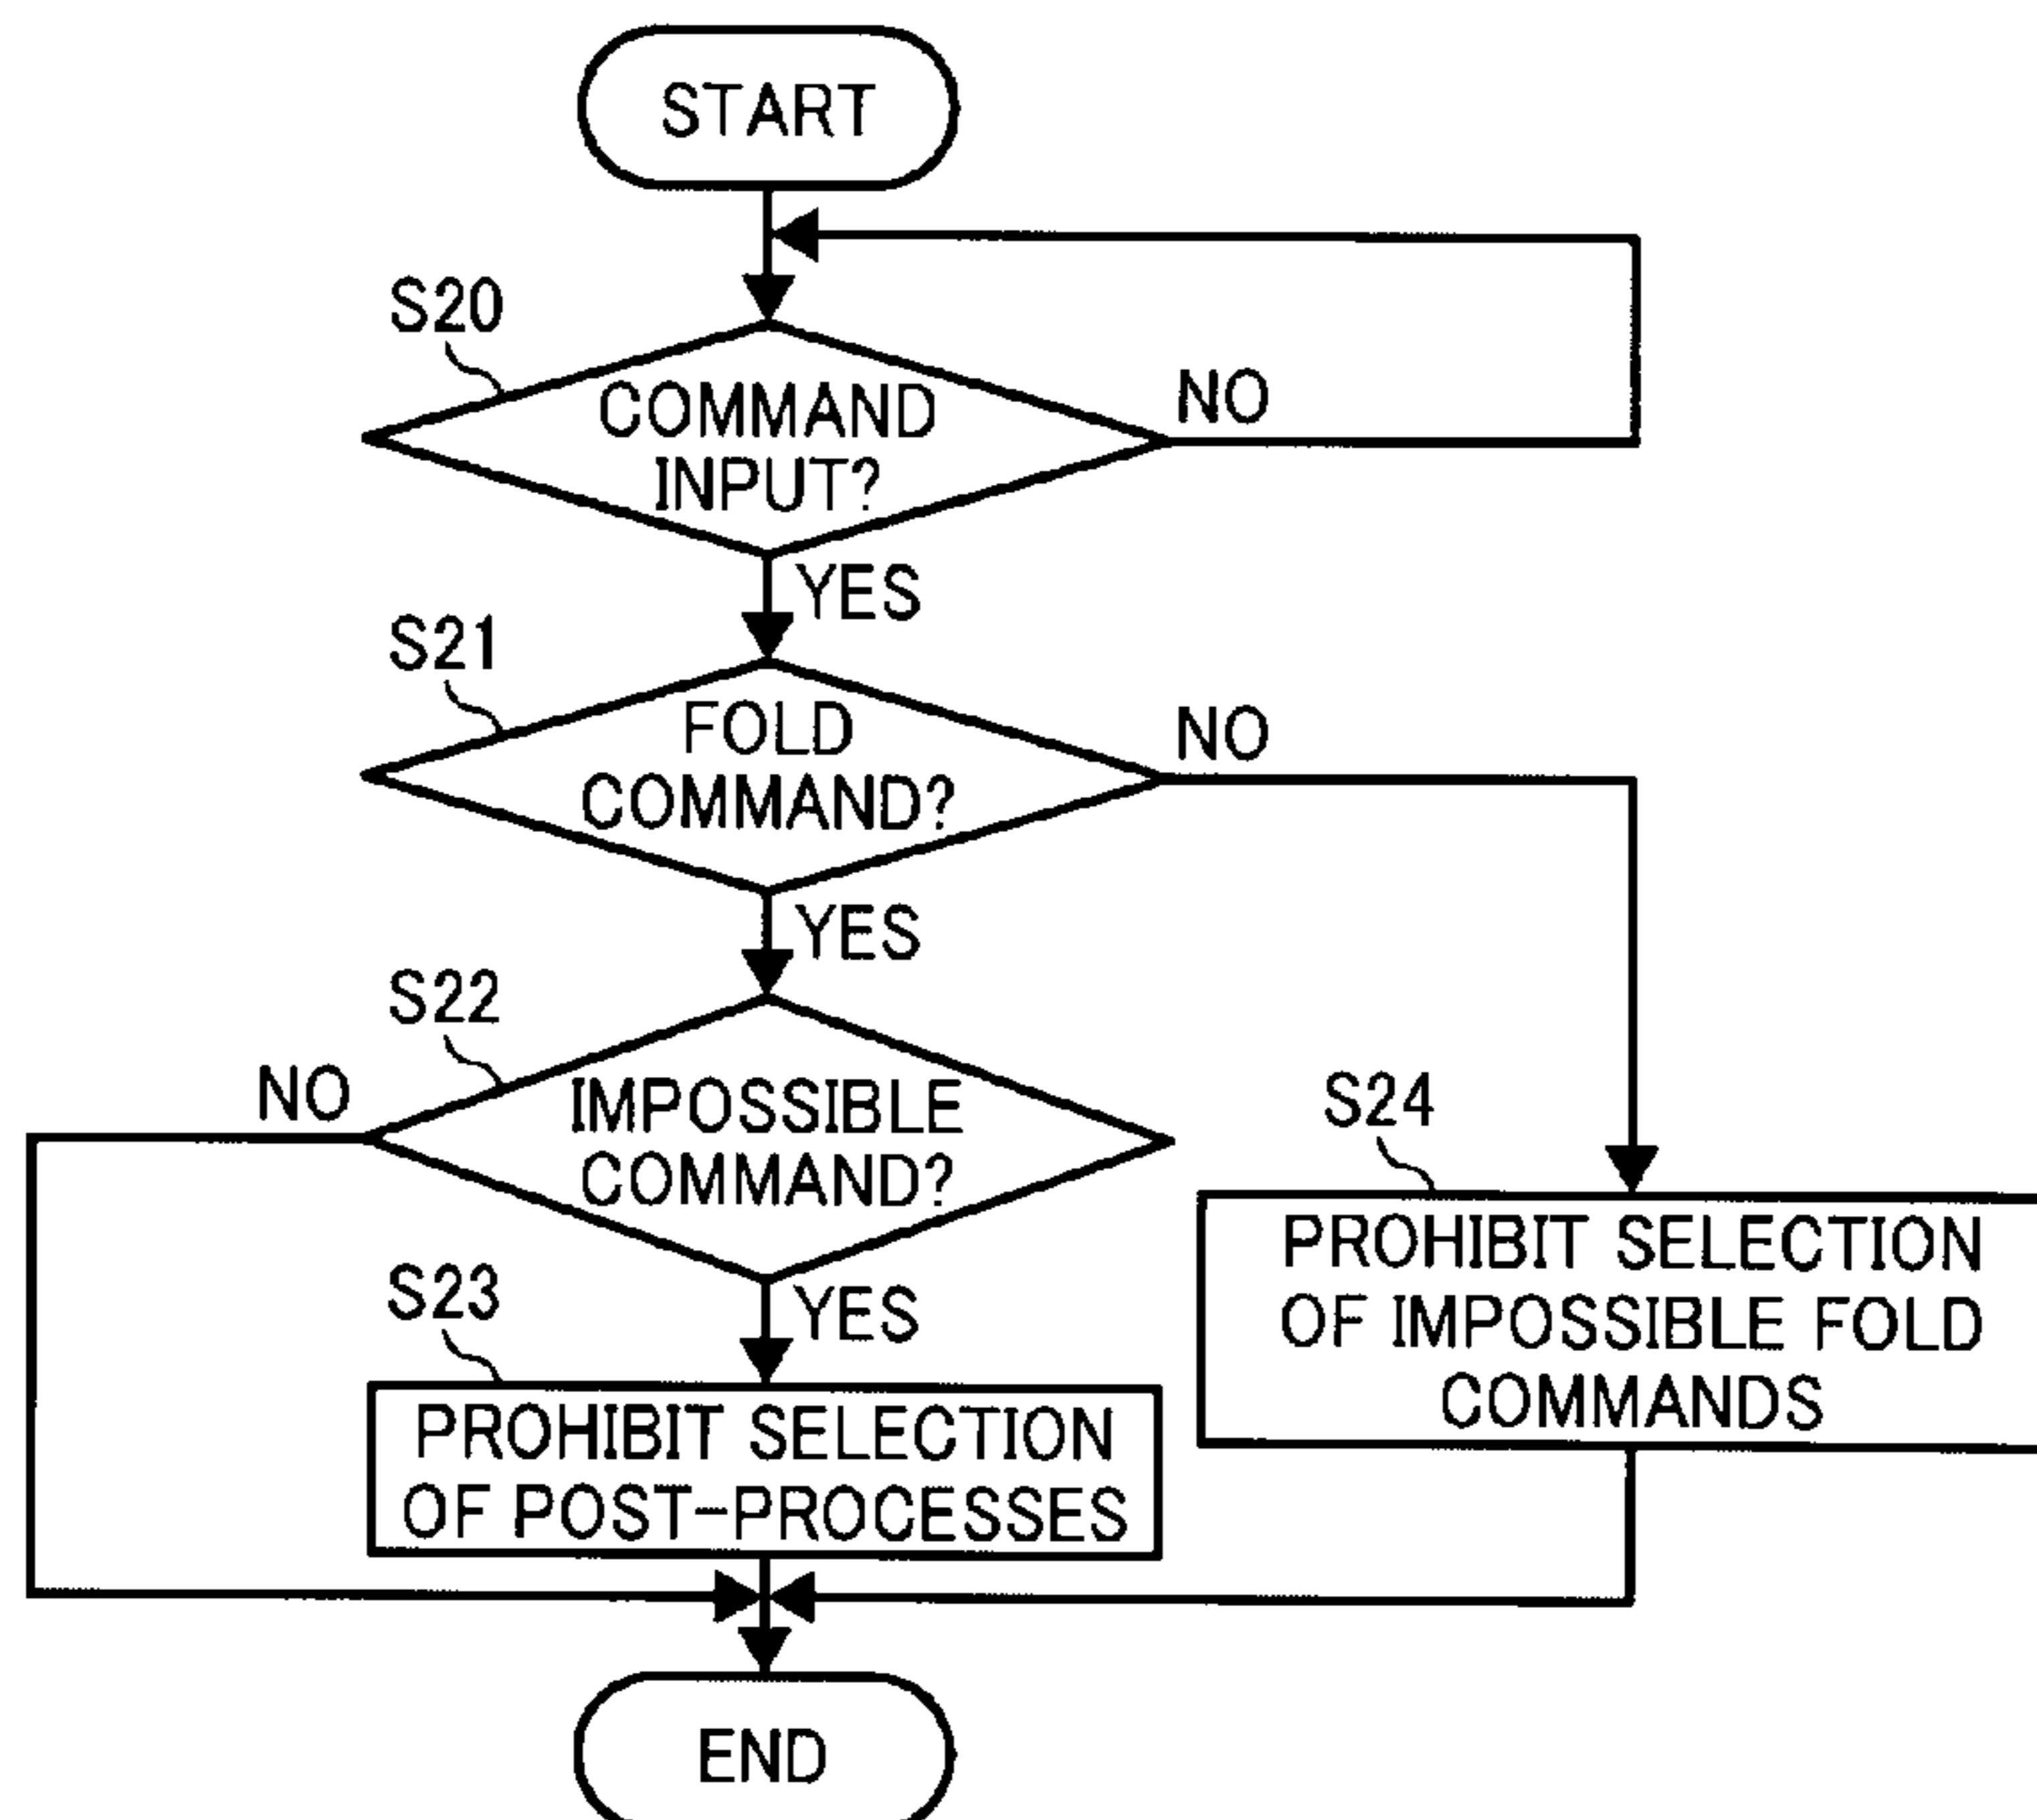 START
S20
COMMAND
INPUT?
NO
YES
S21
FOLD
COMMAND?
NO
YES
S22
NO
IMPOSSIBLE
COMMAND?
YES
S23
PROHIBIT SELECTION
OF POST-PROCESSES
S24
PROHIBIT SELECTION
OF IMPOSSIBLE FOLD
COMMANDS
END